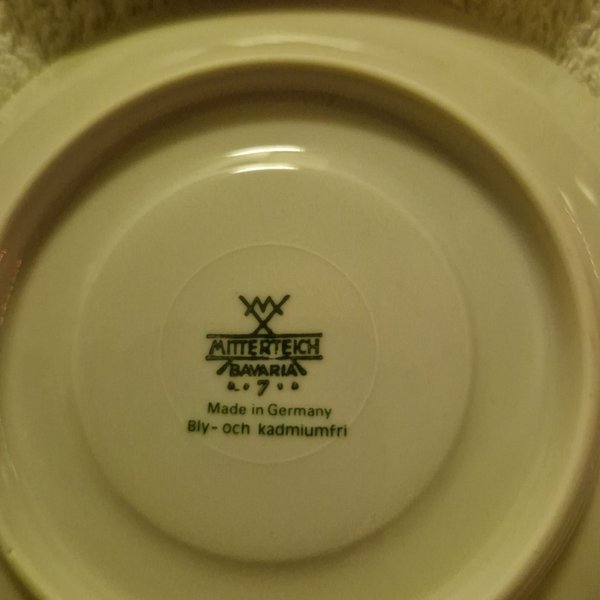 MITTERTEICH
BAVARIA
Made in Germany
Bly- och kadmiumfri